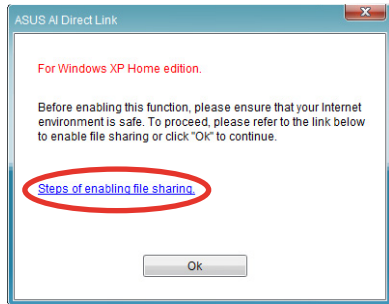 ASUS AI Direct Link
For Windows XP Home edition.
Before enabling this function, please ensure that your Internet
environment is safe. To proceed, please refer to the link below
to enable file sharing or click "Ok" to continue.
Steps of enabling file sharing.
Ok